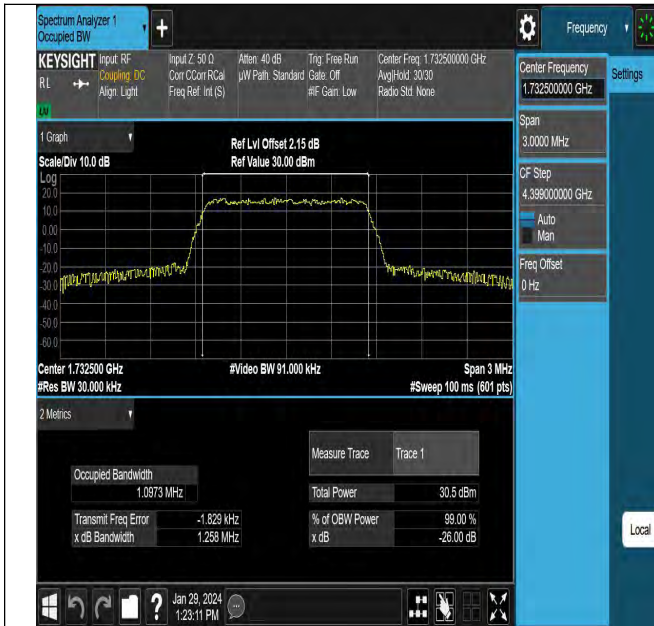 Spectrum Analyzer 1
Occupied BW
+
Frequency
KEYSIGHT
RL
LXI
Input: RF
Coupling: DC
Align: Light
Input Z: 50 Ω
Corr CCorr RCal
Freq Ref: Int (S)
Atten: 40 dB
µW Path: Standard
Trig: Free Run
Gate: Off
#IF Gain: Low
Center Freq: 1.732500000 GHz
Avg|Hold: 30/30
Radio Std: None
Center Frequency
1.732500000 GHz
Settings
Span
3.0000 MHz
CF Step
4.399000000 GHz
Auto
Man
Freq Offset
0 Hz
Local
1 Graph
Scale/Div 10.0 dB
Ref Lvl Offset 2.15 dB
Ref Value 30.00 dBm
Log
20.0
10.0
0.00
-10.0
-20.0
-30.0
-40.0
-50.0
-60.0
Center 1.732500 GHz
#Video BW 91.000 kHz
Span 3 MHz
#Res BW 30.000 kHz
#Sweep 100 ms (601 pts)
2 Metrics
Measure Trace Trace 1
Occupied Bandwidth
1.0973 MHz
Total Power 30.5 dBm
Transmit Freq Error -1.829 kHz
% of OBW Power 99.00 %
x dB Bandwidth 1.258 MHz
x dB -26.00 dB
?
Jan 29, 2024
1:23:11 PM